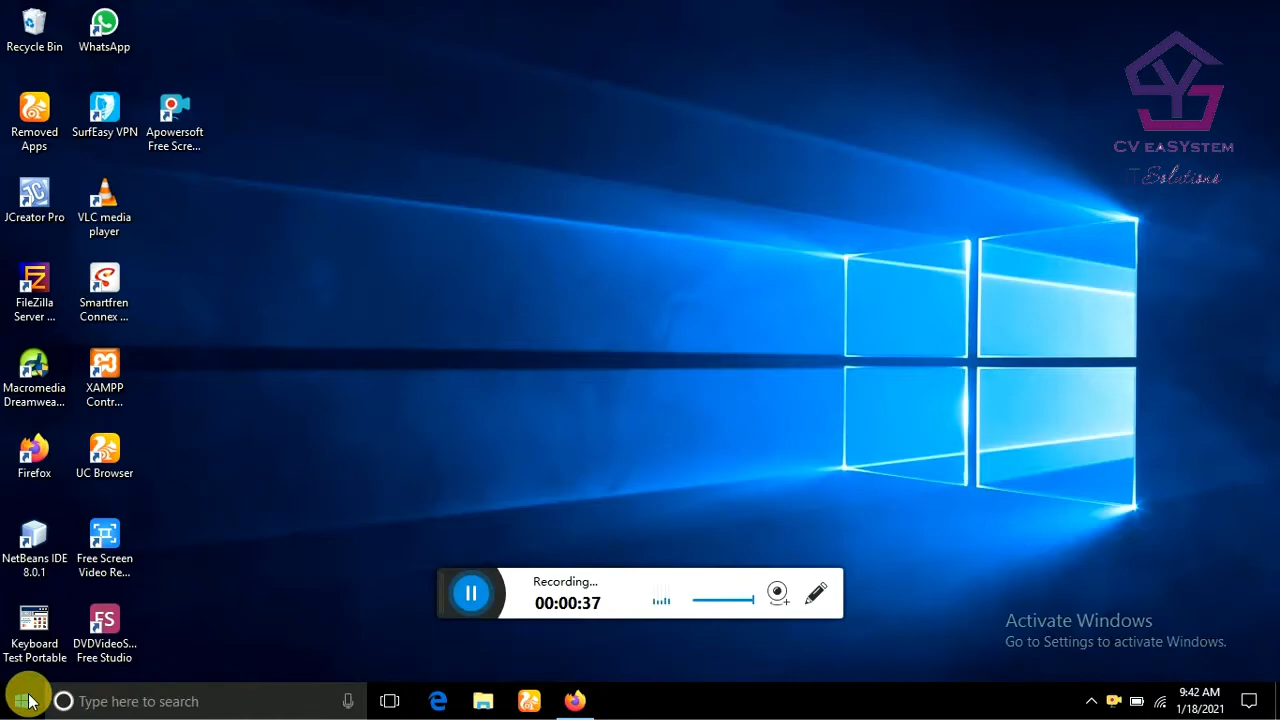 Recycle Bin
WhatsApp
Removed
Apps
SurfEasy VPN
Apowersoft
Free Scre...
JCreator Pro
VLC media
player
FileZilla
Server ...
Smartfren
Connex ...
Macromedia
Dreamwea...
XAMPP
Contr...
Firefox
UC Browser
NetBeans IDE
8.0.1
Free Screen
Video Re...
Keyboard
Test Portable
DVDVideoS...
Free Studio
CV eaSYstem
IT Solutions
Recording...
00:00:37
Activate Windows
Go to Settings to activate Windows.
Type here to search
9:42 AM
1/18/2021